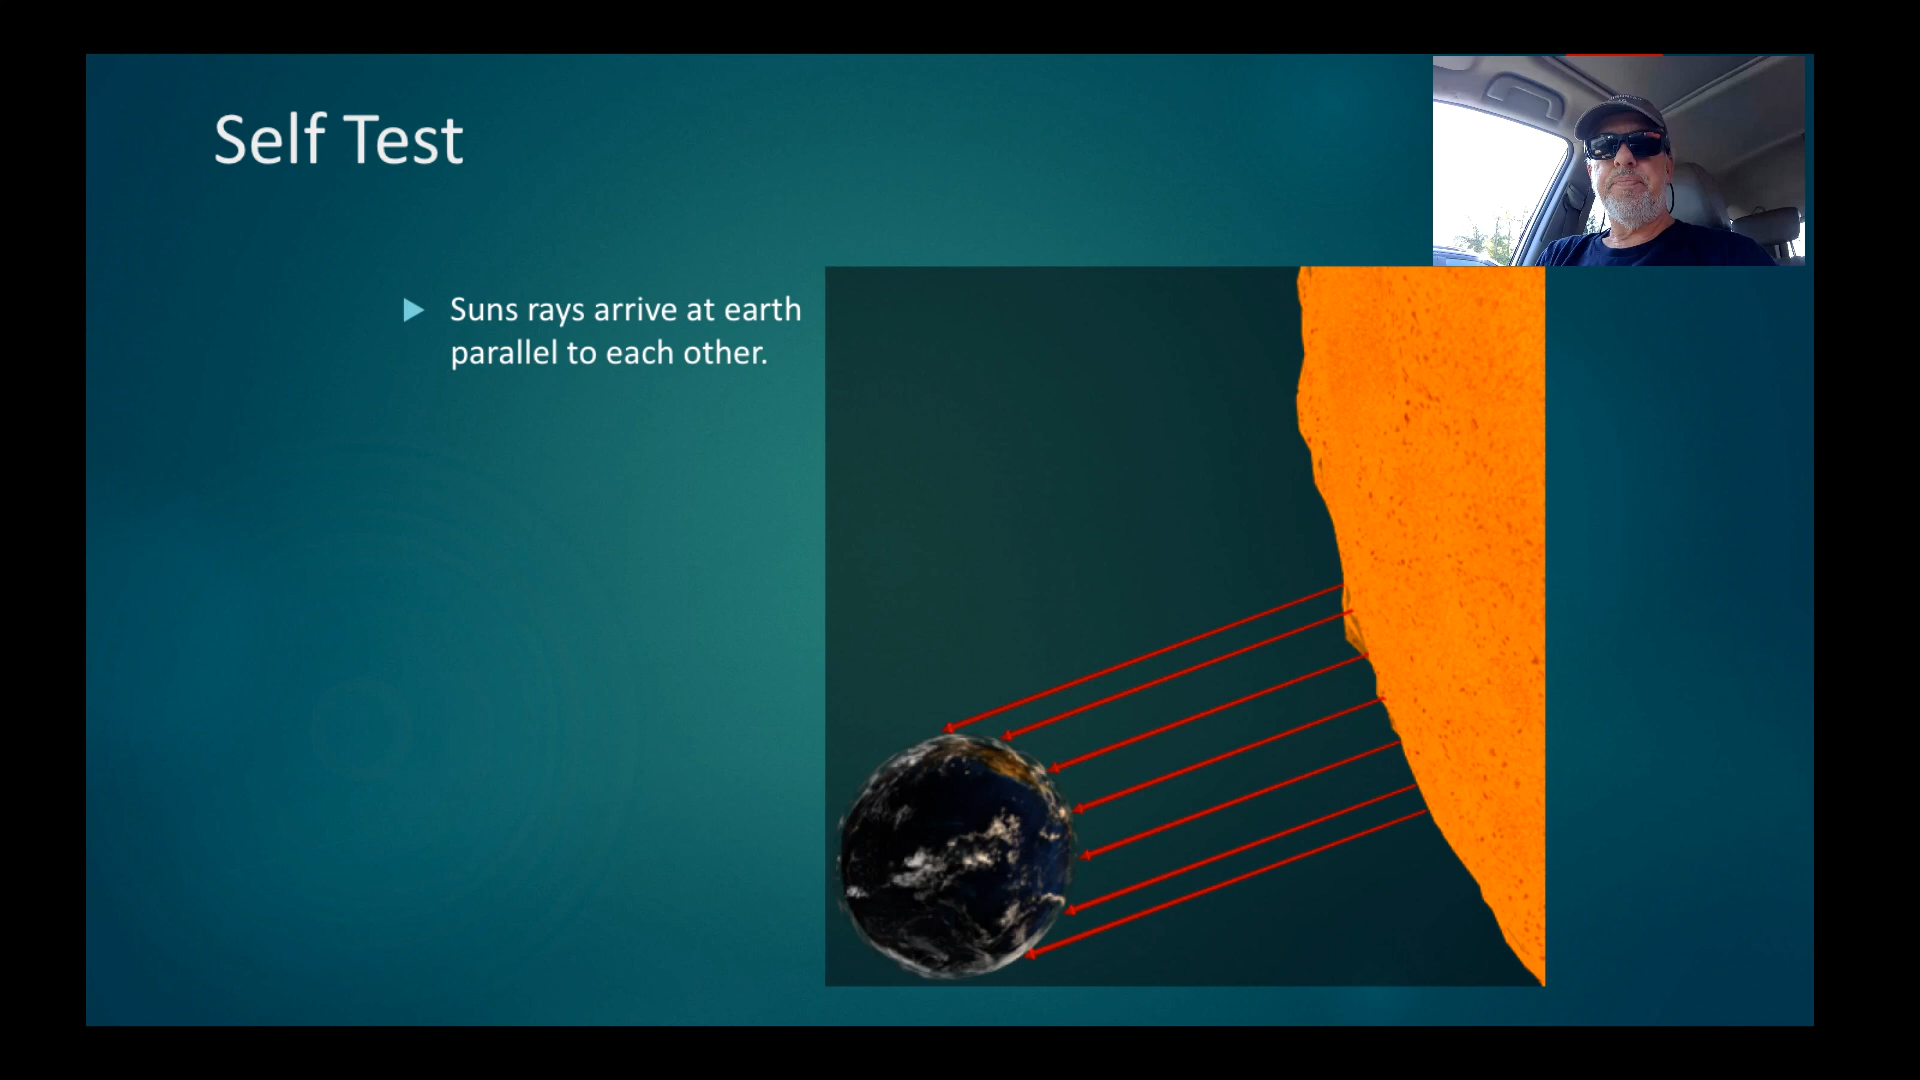 Self Test
Suns rays arrive at earth
parallel to each other.